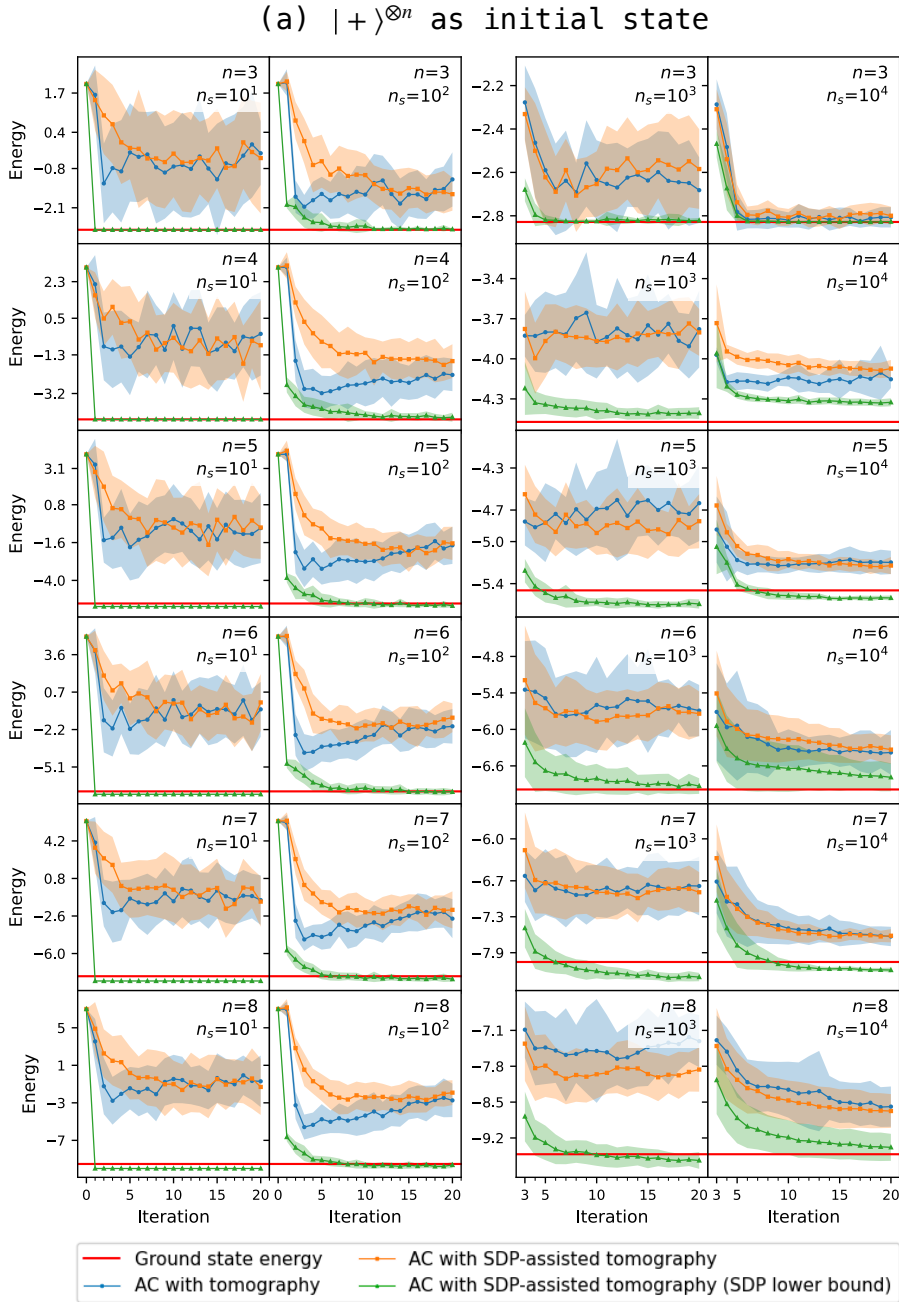 (a) |+⟩⊗n as initial state
Energy
1.7
0.4
−0.8
−2.1
n=3
n_s=10^1
n=3
n_s=10^2
−2.2
−2.4
−2.6
−2.8
n=3
n_s=10^3
n=3
n_s=10^4
Energy
2.3
0.5
−1.3
−3.2
n=4
n_s=10^1
n=4
n_s=10^2
−3.4
−3.7
−4.0
−4.3
n=4
n_s=10^3
n=4
n_s=10^4
Energy
3.1
0.8
−1.6
−4.0
n=5
n_s=10^1
n=5
n_s=10^2
−4.3
−4.7
−5.0
−5.4
n=5
n_s=10^3
n=5
n_s=10^4
Energy
3.6
0.7
−2.2
−5.1
n=6
n_s=10^1
n=6
n_s=10^2
−4.8
−5.4
−6.0
−6.6
n=6
n_s=10^3
n=6
n_s=10^4
Energy
4.2
0.8
−2.6
−6.0
n=7
n_s=10^1
n=7
n_s=10^2
−6.0
−6.7
−7.3
−7.9
n=7
n_s=10^3
n=7
n_s=10^4
Energy
5
1
−3
−7
n=8
n_s=10^1
n=8
n_s=10^2
−7.1
−7.8
−8.5
−9.2
n=8
n_s=10^3
n=8
n_s=10^4
0 5 10 15 20
0 5 10 15 20
3 5 10 15 20
3 5 10 15 20
Iteration
Iteration
Iteration
Iteration
Ground state energy
AC with tomography
AC with SDP-assisted tomography
AC with SDP-assisted tomography (SDP lower bound)